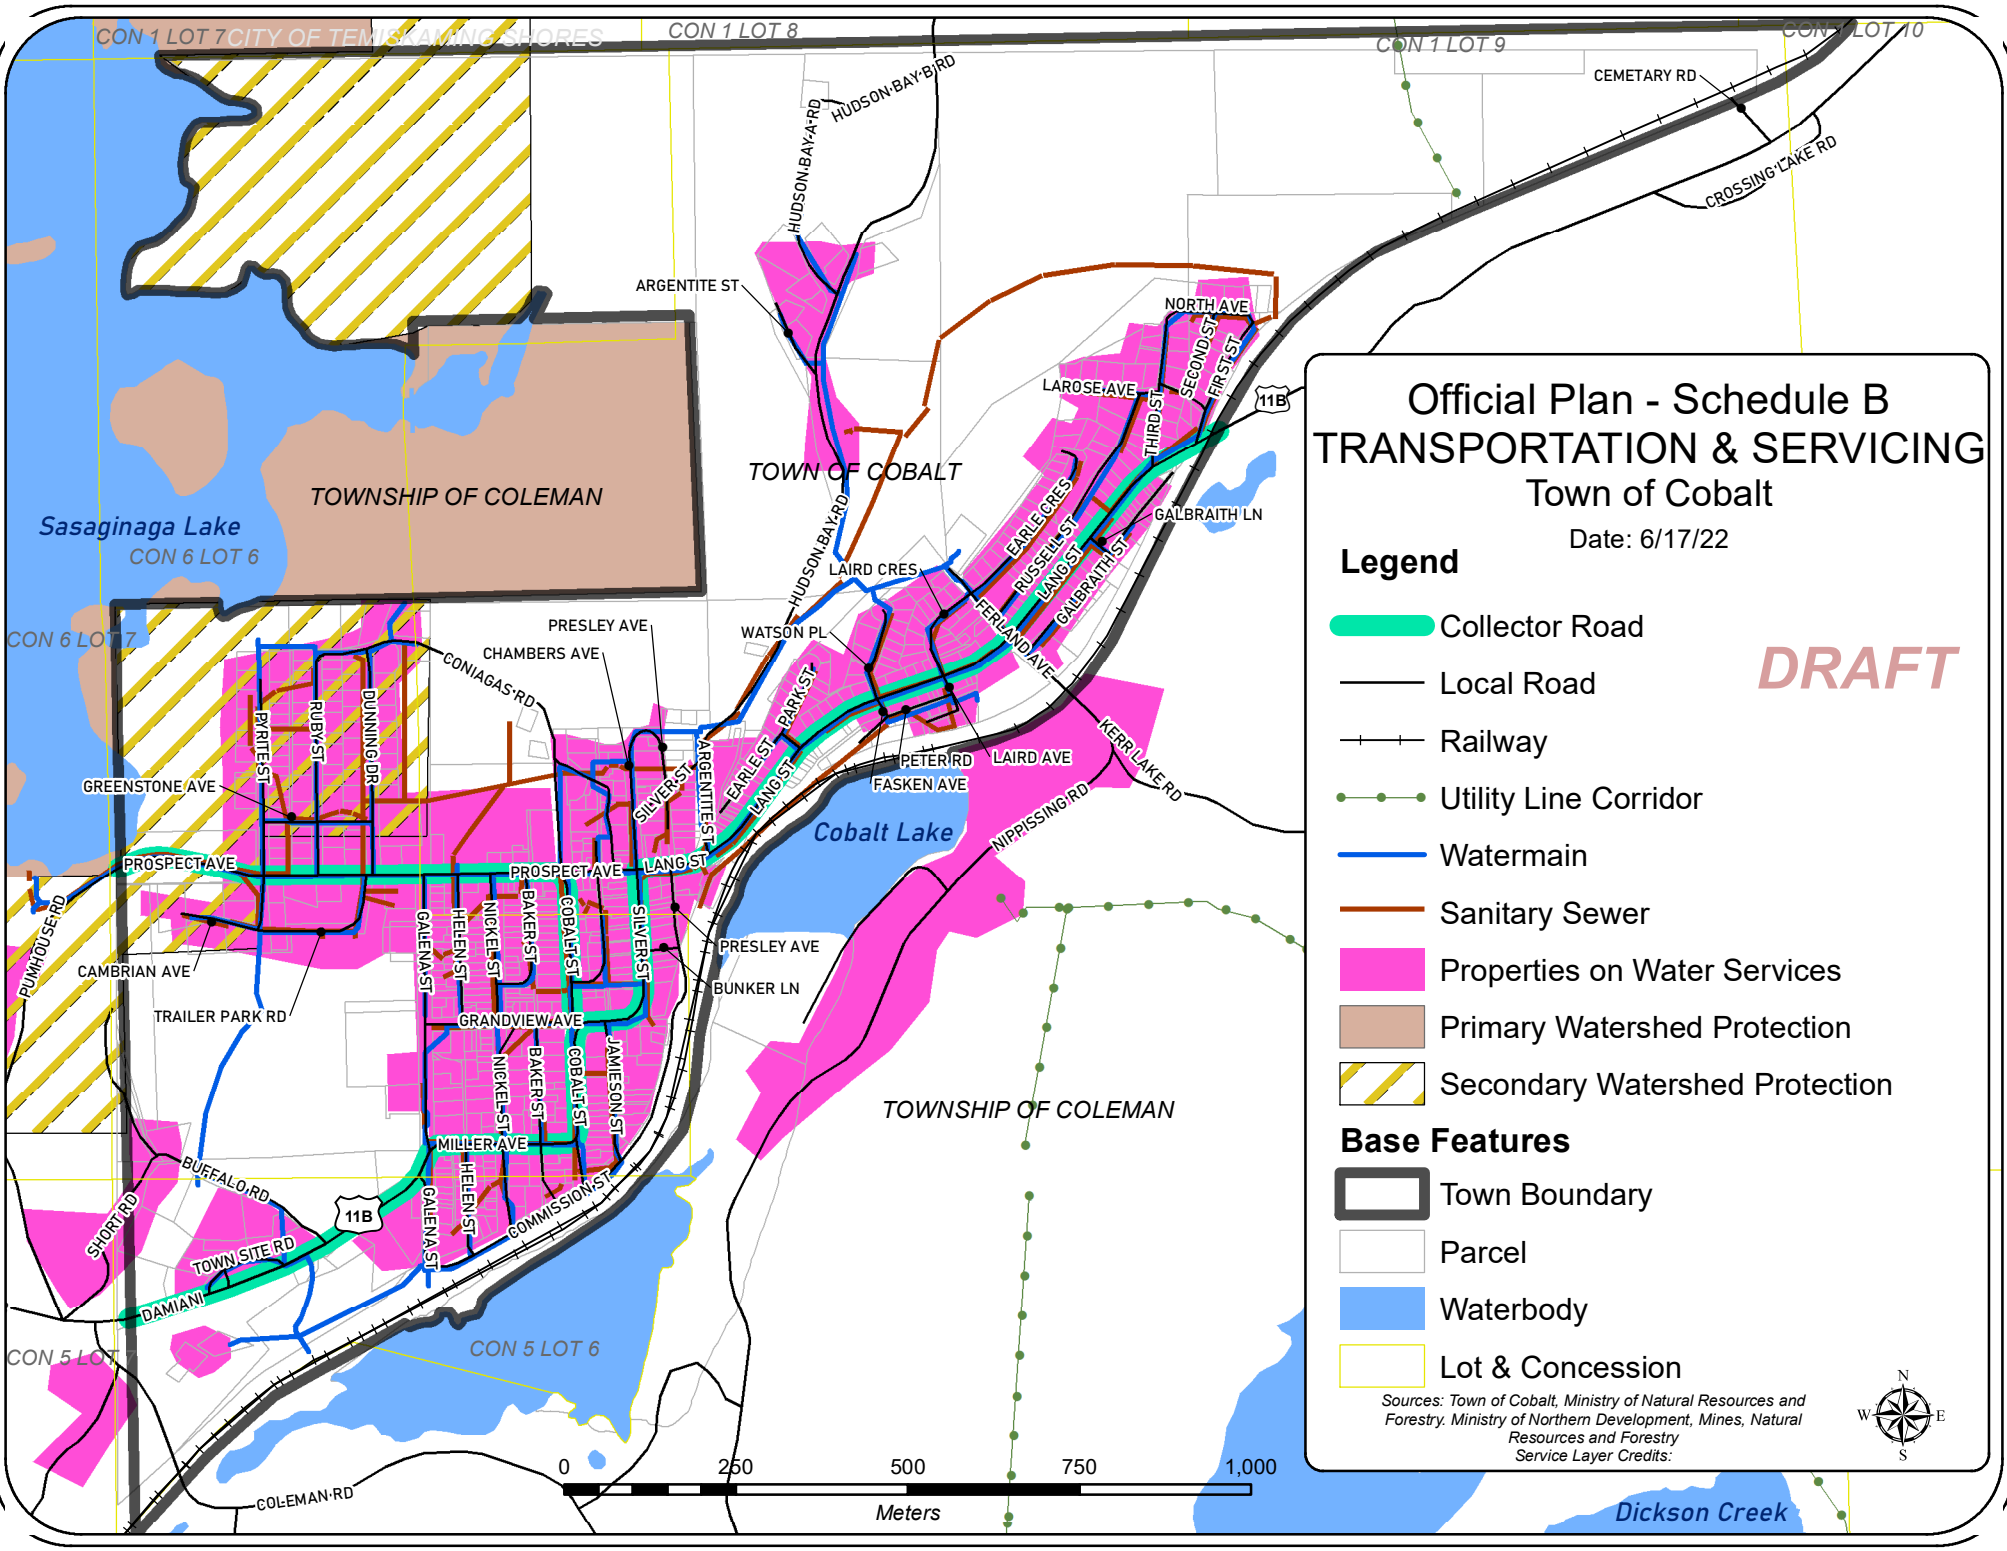 CON 1 LOT 7
CITY OF TEMISKAMING SHORES
CON 1 LOT 8
CON 1 LOT 9
CON 1 LOT 10
CEMETARY RD
CROSSING LAKE RD
HUDSON BAY B RD
HUDSON BAY A RD
ARGENTITE ST
NORTH AVE
SECOND ST
FIRST ST
LAROSE AVE
THIRD ST
11B
TOWN OF COBALT
TOWNSHIP OF COLEMAN
Sasaginaga Lake
CON 6 LOT 6
CON 6 LOT 7
HUDSON BAY RD
EARLE CRES
RUSSELL ST
LANG ST
GALBRAITH LN
GALBRAITH ST
LAIRD CRES
FERLAND AVE
WATSON PL
PRESLEY AVE
CHAMBERS AVE
CONIAGAS RD
PARK ST
PYRITE ST
RUBY ST
DUNNING DR
GREENSTONE AVE
SILVER ST
ARGENTITE ST
EARLE ST
LANG ST
PETER RD
LAIRD AVE
FASKEN AVE
KERR LAKE RD
NIPPISSING RD
Cobalt Lake
PROSPECT AVE
PROSPECT AVE
LANG ST
PUMHOUSE RD
CAMBRIAN AVE
TRAILER PARK RD
GALENA ST
HELEN ST
NICKEL ST
BAKER ST
COBALT ST
SILVER ST
PRESLEY AVE
BUNKER LN
GRANDVIEW AVE
NICKEL ST
BAKER ST
COBALT ST
JAMIESON ST
MILLER AVE
TOWNSHIP OF COLEMAN
BUFFALO RD
SHORT RD
11B
TOWN SITE RD
DAMIANI
GALENA ST
HELEN ST
COMMISSION ST
CON 5 LOT 7
CON 5 LOT 6
COLEMAN RD
0 250 500 750 1,000
Meters
Dickson Creek
Official Plan - Schedule B
TRANSPORTATION & SERVICING
Town of Cobalt
Date: 6/17/22
Legend
DRAFT
Collector Road
Local Road
Railway
Utility Line Corridor
Watermain
Sanitary Sewer
Properties on Water Services
Primary Watershed Protection
Secondary Watershed Protection
Base Features
Town Boundary
Parcel
Waterbody
Lot & Concession
Sources: Town of Cobalt, Ministry of Natural Resources and
Forestry. Ministry of Northern Development, Mines, Natural
Resources and Forestry
Service Layer Credits:
N
W E
S